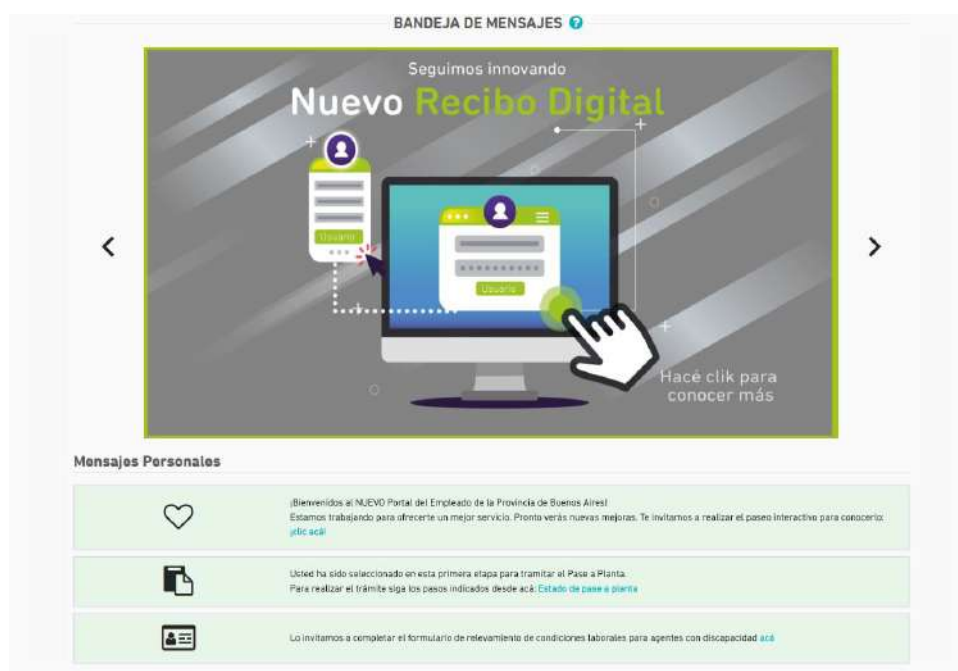 BANDEJA DE MENSAJES ?
Seguimos innovando
Nuevo Recibo Digital
Usuario
Usuario
Hacé clik para
conocer más
Mensajes Personales
¡Bienvenidos al NUEVO Portal del Empleado de la Provincia de Buenos Aires!
Estamos trabajando para ofrecerte un mejor servicio. Pronto verás nuevas mejoras. Te invitamos a realizar el paseo interactivo para conocerlo:
¡clic acá!
Usted ha sido seleccionado en esta primera etapa para tramitar el Pase a Planta.
Para realizar el trámite siga los pasos indicados desde acá: Estado de pase a planta
Lo invitamos a completar el formulario de relevamiento de condiciones laborales para agentes con discapacidad acá